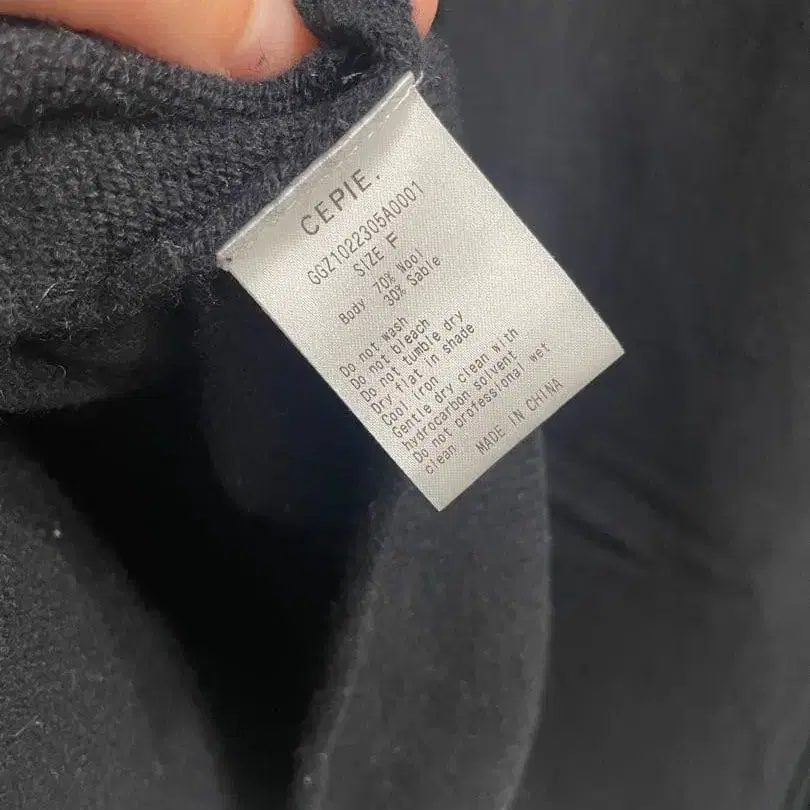 CEPIE.
GGZ1022305A0001
SIZE F
Body 70% Wool
30% Sable
Do not wash
Do not bleach
Do not tumble dry
Dry flat in shade
Cool iron
Gentle dry clean with
hydrocarbon solvent
Do not professional wet
clean
MADE IN CHINA